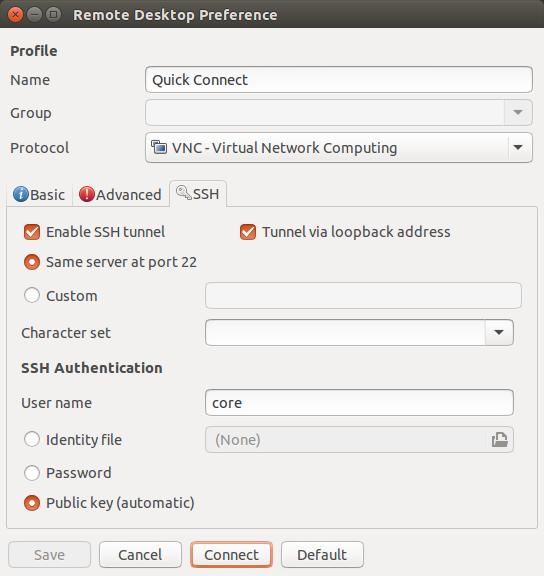 Remote Desktop Preference
Profile
Name Quick Connect
Group
Protocol VNC - Virtual Network Computing
Basic Advanced SSH
Enable SSH tunnel Tunnel via loopback address
Same server at port 22
Custom
Character set
SSH Authentication
User name core
Identity file (None)
Password
Public key (automatic)
Save Cancel Connect Default